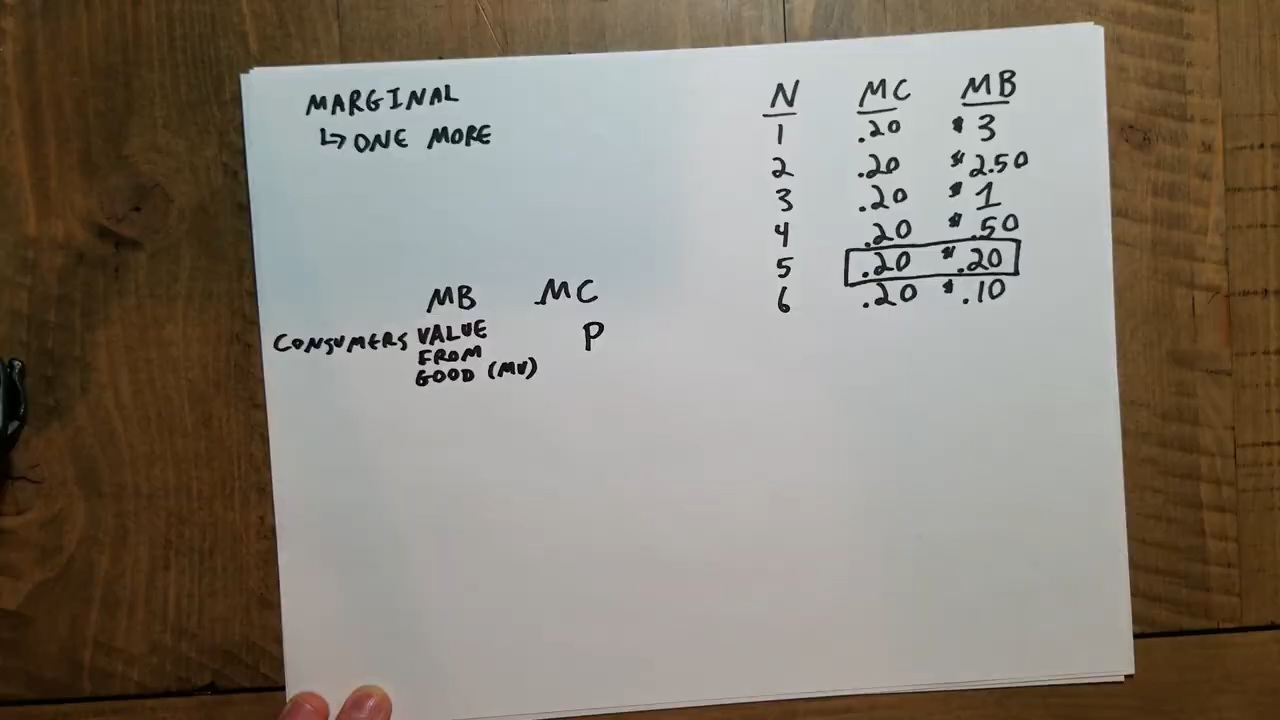 MARGINAL
↳ ONE MORE
N MC MB
1 .20 $3
2 .20 $2.50
3 .20 $1
4 .20 $.50
5 .20 $.20
6 .20 $.10
MB MC
CONSUMERS VALUE P
FROM
GOOD (MV)